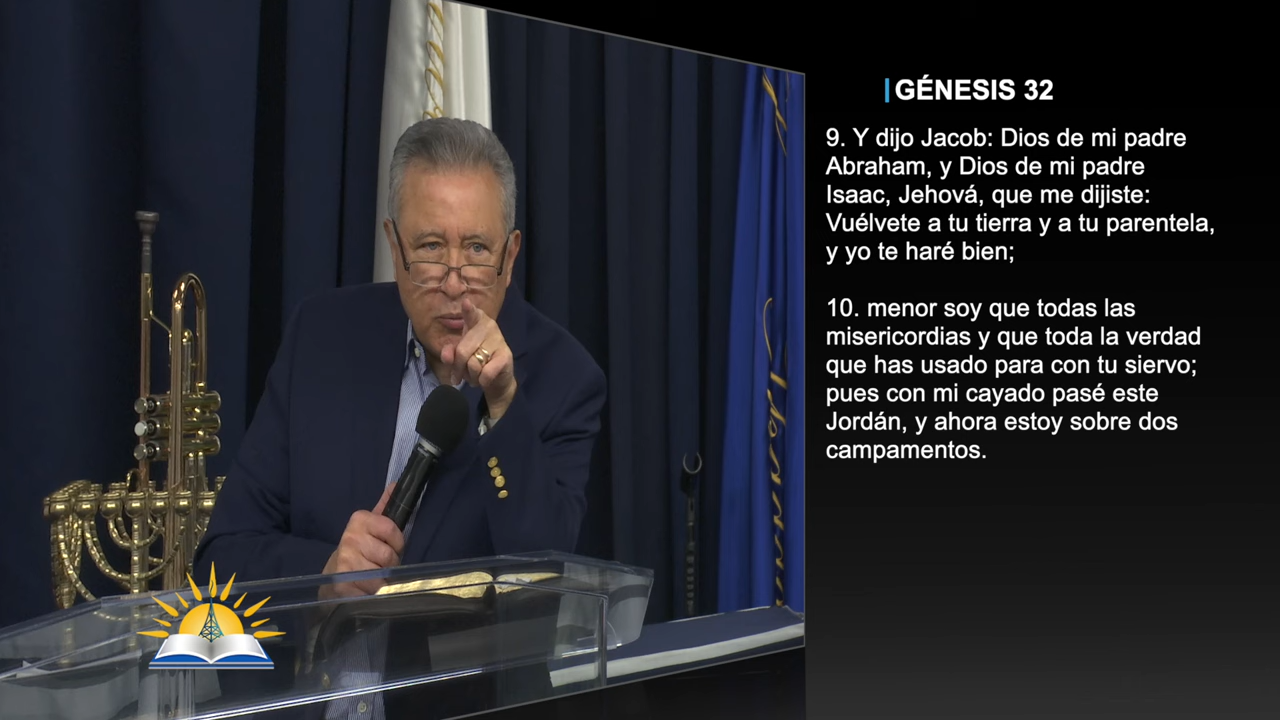 GÉNESIS 32
9. Y dijo Jacob: Dios de mi padre
Abraham, y Dios de mi padre
Isaac, Jehová, que me dijiste:
Vuélvete a tu tierra y a tu parentela,
y yo te haré bien;
10. menor soy que todas las
misericordias y que toda la verdad
que has usado para con tu siervo;
pues con mi cayado pasé este
Jordán, y ahora estoy sobre dos
campamentos.